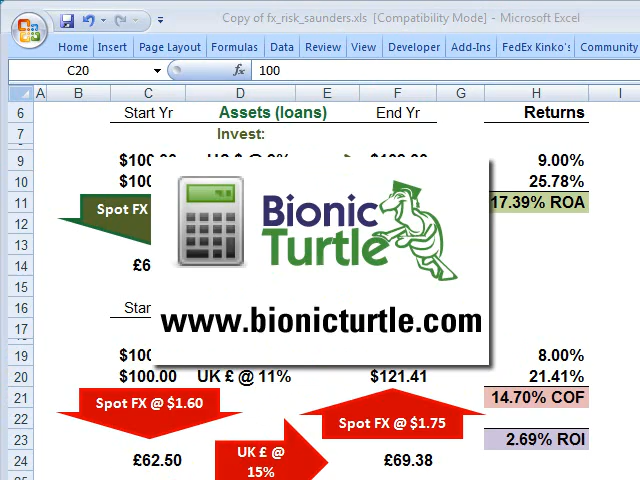 Copy of fx_risk_saunders.xls [Compatibility Mode] - Microsoft Excel
Home Insert Page Layout Formulas Data Review View Developer Add-Ins FedEx Kinko's Community
C20 fx 100
A B C D E F G H I
6 Start Yr Assets (loans) End Yr Returns
7 Invest:
9 $100.00 9.00%
10 $100 25.78%
11 Spot FX 17.39% ROA
12
13
14 £6
15
16 Star
17
19 $100 8.00%
20 $100.00 UK £ @ 11% $121.41 21.41%
21 Spot FX @ $1.60 14.70% COF
22 Spot FX @ $1.75
23 UK £ @ 2.69% ROI
24 £62.50 15% £69.38
Bionic
Turtle
www.bionicturtle.com